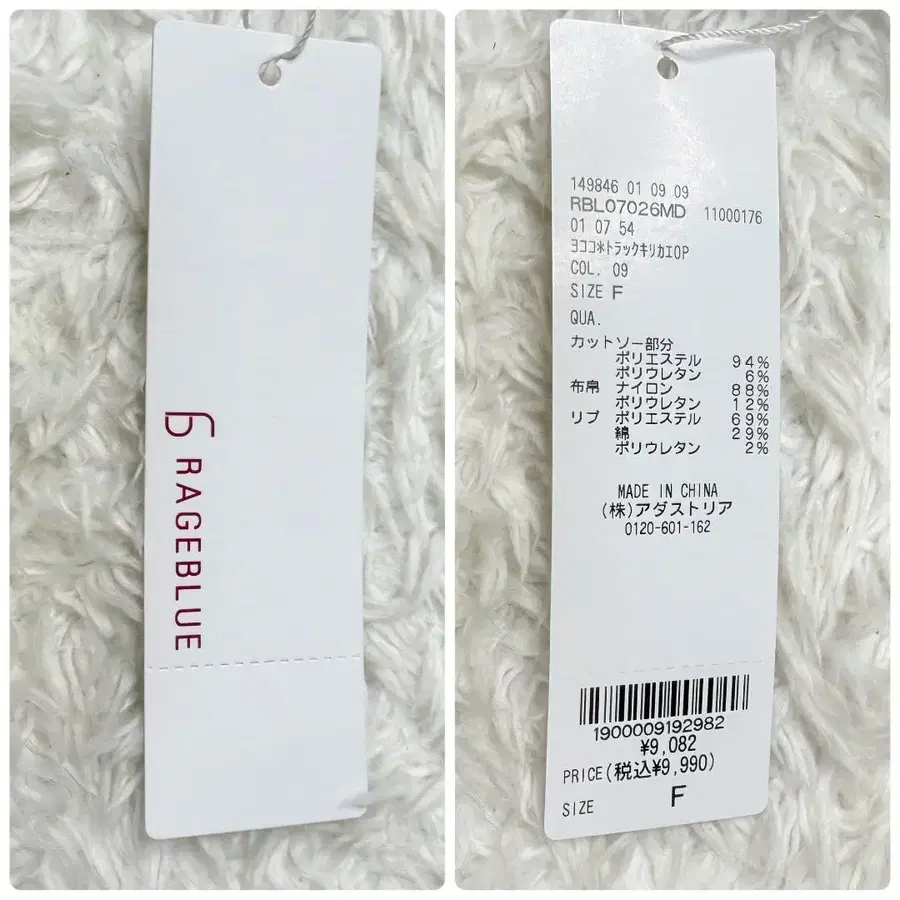 RAGEBLUE
149846 01 09 09
RBL07026MD 11000176
01 07 54
ヨココ*トラックキリカエOP
COL. 09
SIZE F
QUA.
カットソー部分
ポリエステル 94%
ポリウレタン 6%
布帛 ナイロン 88%
ポリウレタン 12%
リブ ポリエステル 69%
綿 29%
ポリウレタン 2%
MADE IN CHINA
(株)アダストリア
0120-601-162
1900009192982
¥9,082
PRICE(税込¥9,990)
SIZE F